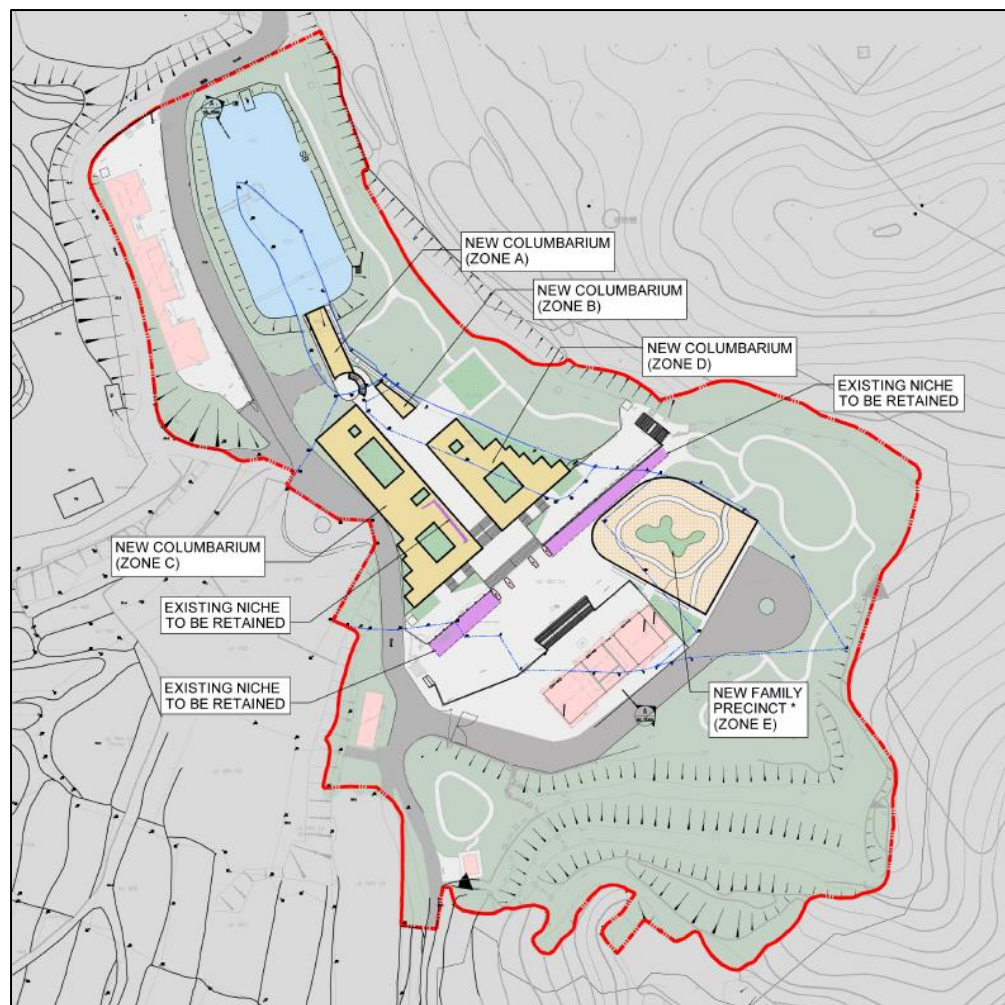 NEW COLUMBARIUM
(ZONE A)
NEW COLUMBARIUM
(ZONE B)
NEW COLUMBARIUM
(ZONE D)
EXISTING NICHE
TO BE RETAINED
NEW COLUMBARIUM
(ZONE C)
EXISTING NICHE
TO BE RETAINED
EXISTING NICHE
TO BE RETAINED
NEW FAMILY
PRECINCT *
(ZONE E)